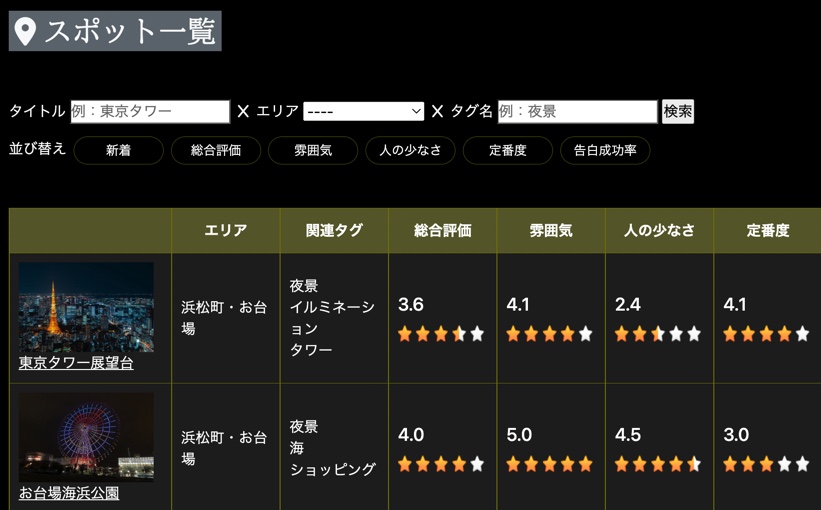 スポット一覧
タイトル 例：東京タワー X エリア ---- X タグ名 例：夜景 検索
並び替え 新着 総合評価 雰囲気 人の少なさ 定番度 告白成功率
エリア 関連タグ 総合評価 雰囲気 人の少なさ 定番度
東京タワー展望台
浜松町・お台
場
夜景
イルミネーシ
ョン
タワー
3.6
4.1
2.4
4.1
お台場海浜公園
浜松町・お台
場
夜景
海
ショッピング
4.0
5.0
4.5
3.0